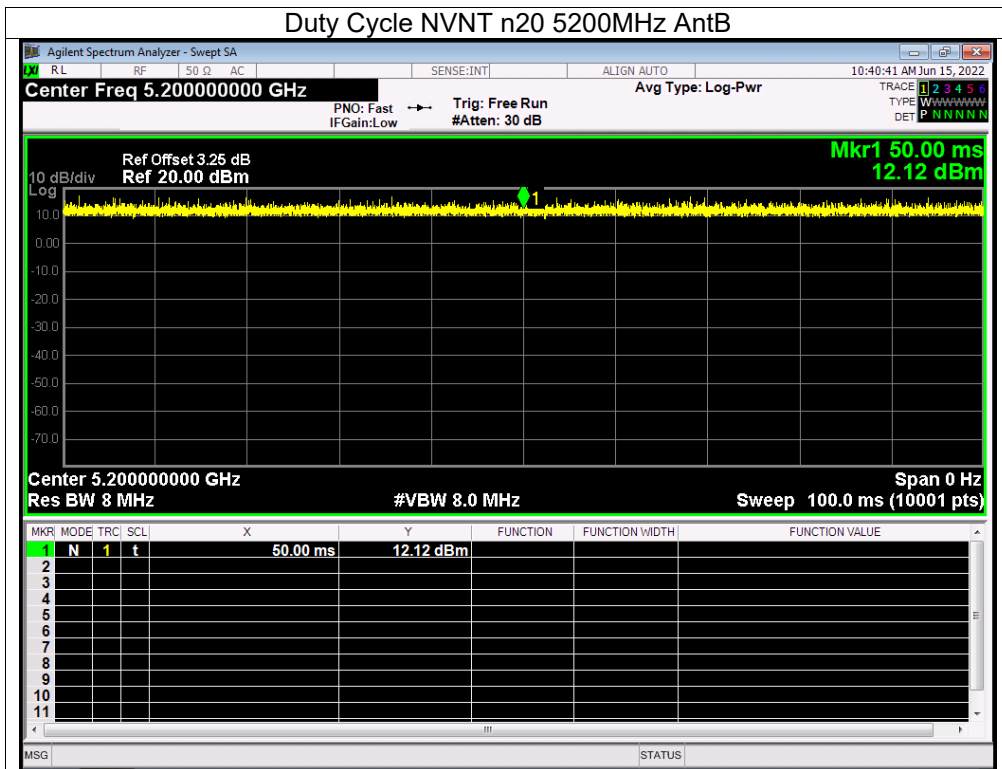 Duty Cycle NVNT n20 5200MHz AntB
Agilent Spectrum Analyzer - Swept SA
LXI RL RF 50 Ω AC SENSE:INT ALIGN AUTO 10:40:41 AM Jun 15, 2022
Center Freq 5.200000000 GHz Avg Type: Log-Pwr TRACE 1 2 3 4 5 6
PNO: Fast Trig: Free Run TYPE WWWWWW
IFGain:Low #Atten: 30 dB DET P N N N N N
Mkr1 50.00 ms
Ref Offset 3.25 dB
10 dB/div Ref 20.00 dBm 12.12 dBm
Log
1
10.0
0.00
-10.0
-20.0
-30.0
-40.0
-50.0
-60.0
-70.0
Center 5.200000000 GHz Span 0 Hz
Res BW 8 MHz #VBW 8.0 MHz Sweep 100.0 ms (10001 pts)
MKR MODE TRC SCL X Y FUNCTION FUNCTION WIDTH FUNCTION VALUE
1 N 1 t 50.00 ms 12.12 dBm
2
3
4
5
6
7
8
9
10
11
MSG STATUS